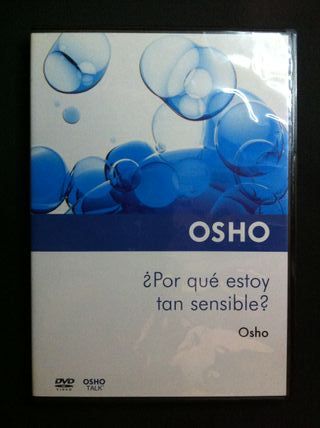 OSHO
¿Por qué estoy
tan sensible?
Osho
DVD
VIDEO
OSHO
TALK